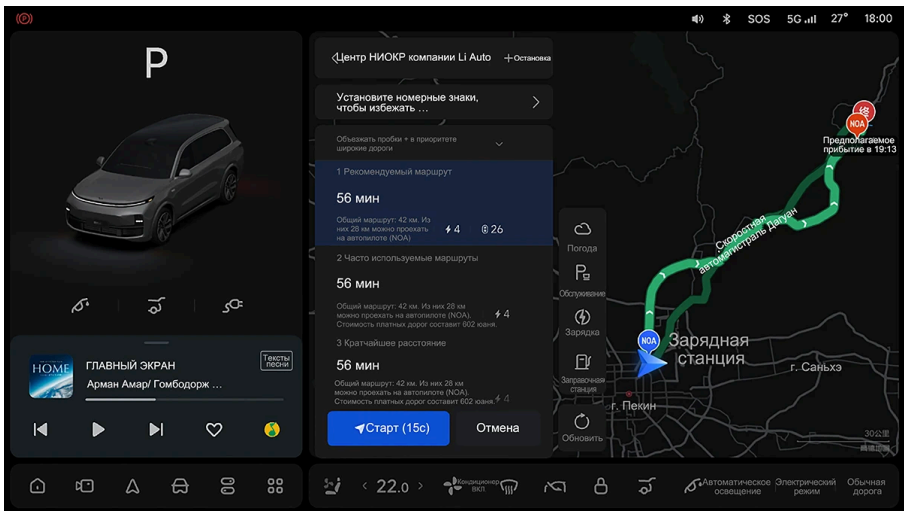 (P)
SOS
5G
27°
18:00
P
Центр НИОКР компании Li Auto
+Остановка
Установите номерные знаки,
чтобы избежать ...
Объезжать пробки + в приоритете
широкие дороги
1 Рекомендуемый маршрут
56 мин
Общий маршрут: 42 км. Из
них 28 км можно проехать
на автопилоте (NOA)
4
26
2 Часто используемые маршруты
56 мин
Общий маршрут: 42 км. Из них 28 км
можно проехать на автопилоте (NOA).
Стоимость платных дорог составит 602 юаня.
4
3 Кратчайшее расстояние
56 мин
Общий маршрут: 42 км. Из них 28 км
можно проехать на автопилоте (NOA).
Стоимость платных дорог составит 602 юаня.
4
Старт (15с)
Отмена
Погода
Обслуживание
Зарядка
Заправочная
станция
Обновить
终
NOA
Предполагаемое
прибытие в 19:13
Скоростная
автомагистраль Дагуан
NOA
Зарядная
станция
г. Саньхэ
г. Пекин
30公里
高德地图
HOME
ГЛАВНЫЙ ЭКРАН
Арман Амар/ Гомбодорж ...
Тексты
песни
< 22.0 >
Кондиционер
вкл.
Автоматическое
освещение
Электрический
режим
Обычная
дорога